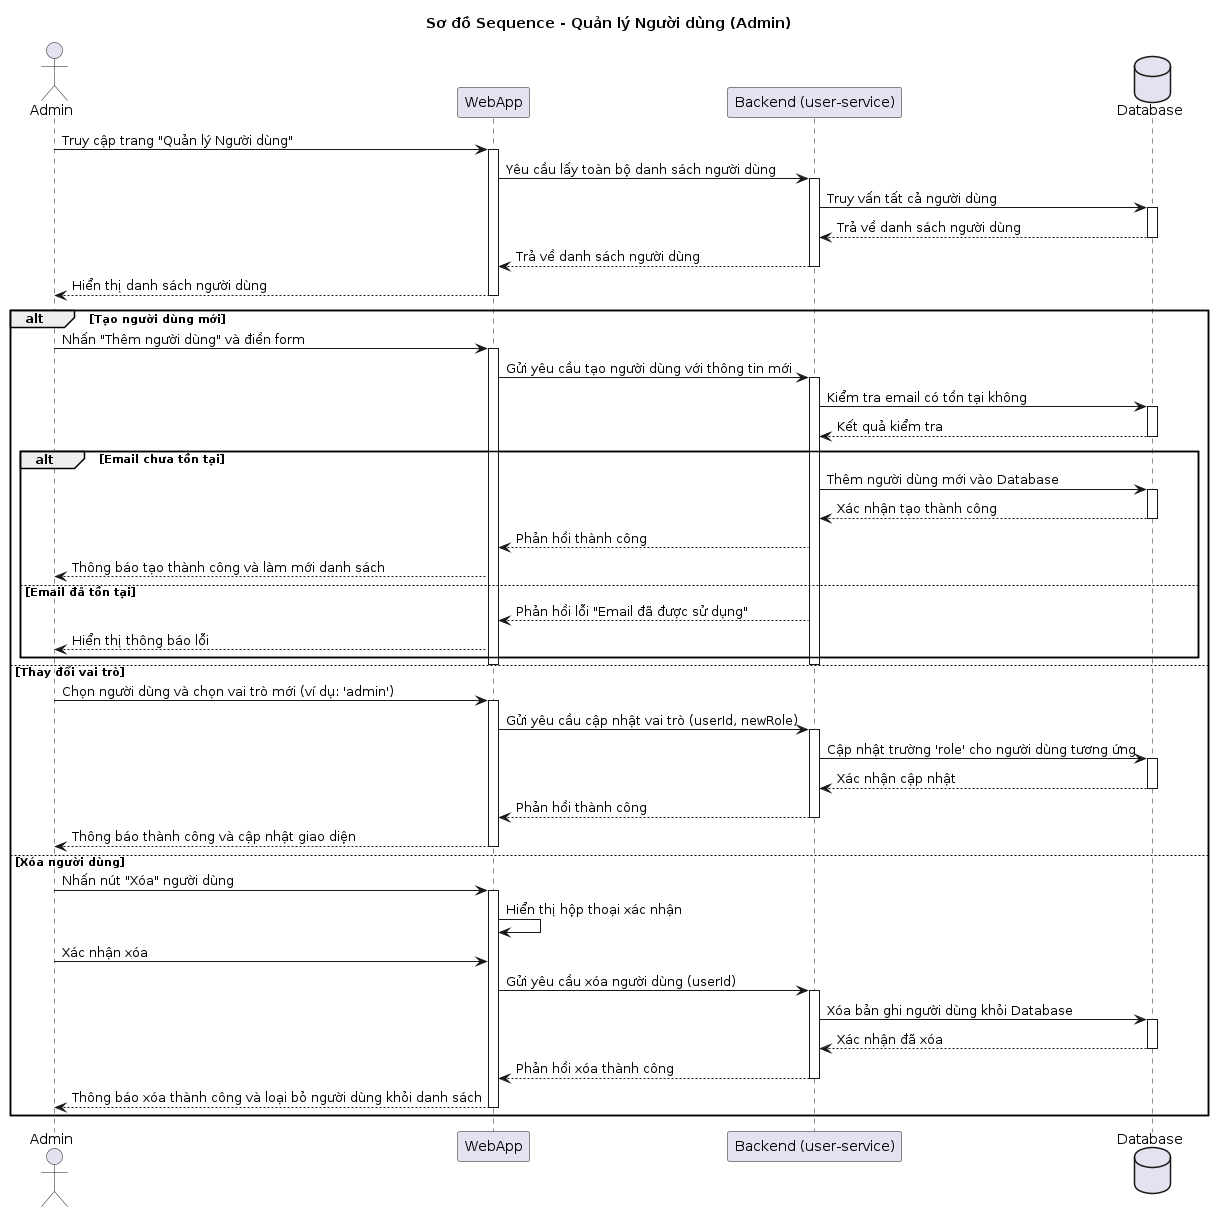 Sơ đồ Sequence - Quản lý Người dùng (Admin)
Admin
WebApp
Backend (user-service)
Database
Truy cập trang "Quản lý Người dùng"
Yêu cầu lấy toàn bộ danh sách người dùng
Truy vấn tất cả người dùng
Trả về danh sách người dùng
Trả về danh sách người dùng
Hiển thị danh sách người dùng
alt [Tạo người dùng mới]
Nhấn "Thêm người dùng" và điền form
Gửi yêu cầu tạo người dùng với thông tin mới
Kiểm tra email có tồn tại không
Kết quả kiểm tra
alt [Email chưa tồn tại]
Thêm người dùng mới vào Database
Xác nhận tạo thành công
Phản hồi thành công
Thông báo tạo thành công và làm mới danh sách
[Email đã tồn tại]
Phản hồi lỗi "Email đã được sử dụng"
Hiển thị thông báo lỗi
[Thay đổi vai trò]
Chọn người dùng và chọn vai trò mới (ví dụ: 'admin')
Gửi yêu cầu cập nhật vai trò (userId, newRole)
Cập nhật trường 'role' cho người dùng tương ứng
Xác nhận cập nhật
Phản hồi thành công
Thông báo thành công và cập nhật giao diện
[Xóa người dùng]
Nhấn nút "Xóa" người dùng
Hiển thị hộp thoại xác nhận
Xác nhận xóa
Gửi yêu cầu xóa người dùng (userId)
Xóa bản ghi người dùng khỏi Database
Xác nhận đã xóa
Phản hồi xóa thành công
Thông báo xóa thành công và loại bỏ người dùng khỏi danh sách
Admin
WebApp
Backend (user-service)
Database